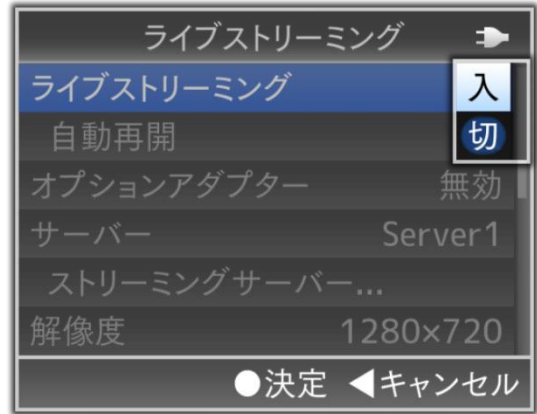 ライブストリーミング
ライブストリーミング 入
自動再開 切
オプションアダプター 無効
サーバー Server1
ストリーミングサーバー...
解像度 1280×720
●決定 ◀キャンセル